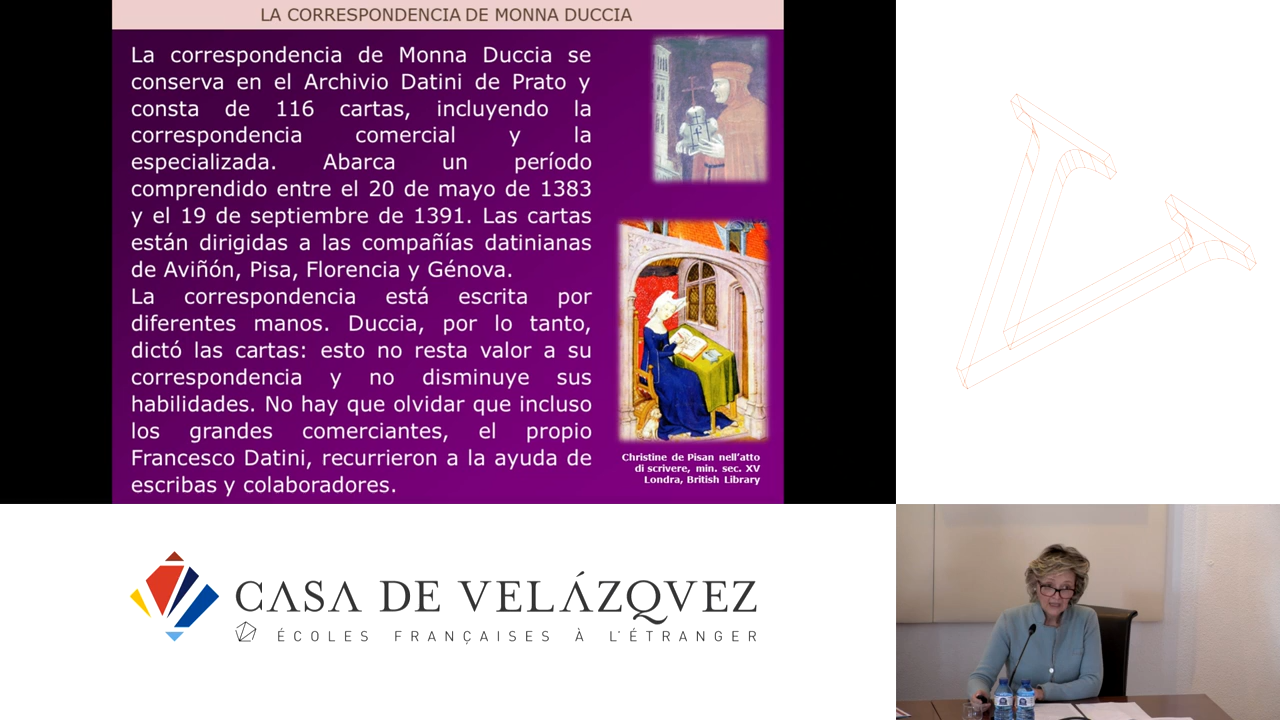 LA CORRESPONDENCIA DE MONNA DUCCIA
La correspondencia de Monna Duccia se
conserva en el Archivio Datini de Prato y
consta de 116 cartas, incluyendo la
correspondencia comercial y la
especializada. Abarca un período
comprendido entre el 20 de mayo de 1383
y el 19 de septiembre de 1391. Las cartas
están dirigidas a las compañías datinianas
de Aviñón, Pisa, Florencia y Génova.
La correspondencia está escrita por
diferentes manos. Duccia, por lo tanto,
dictó las cartas: esto no resta valor a su
correspondencia y no disminuye sus
habilidades. No hay que olvidar que incluso
los grandes comerciantes, el propio
Francesco Datini, recurrieron a la ayuda de
escribas y colaboradores.
Christine de Pisan nell'atto
di scrivere, min. sec. XV
Londra, British Library
CASA DE VELÁZQVEZ
ÉCOLES FRANÇAISES À L'ÉTRANGER